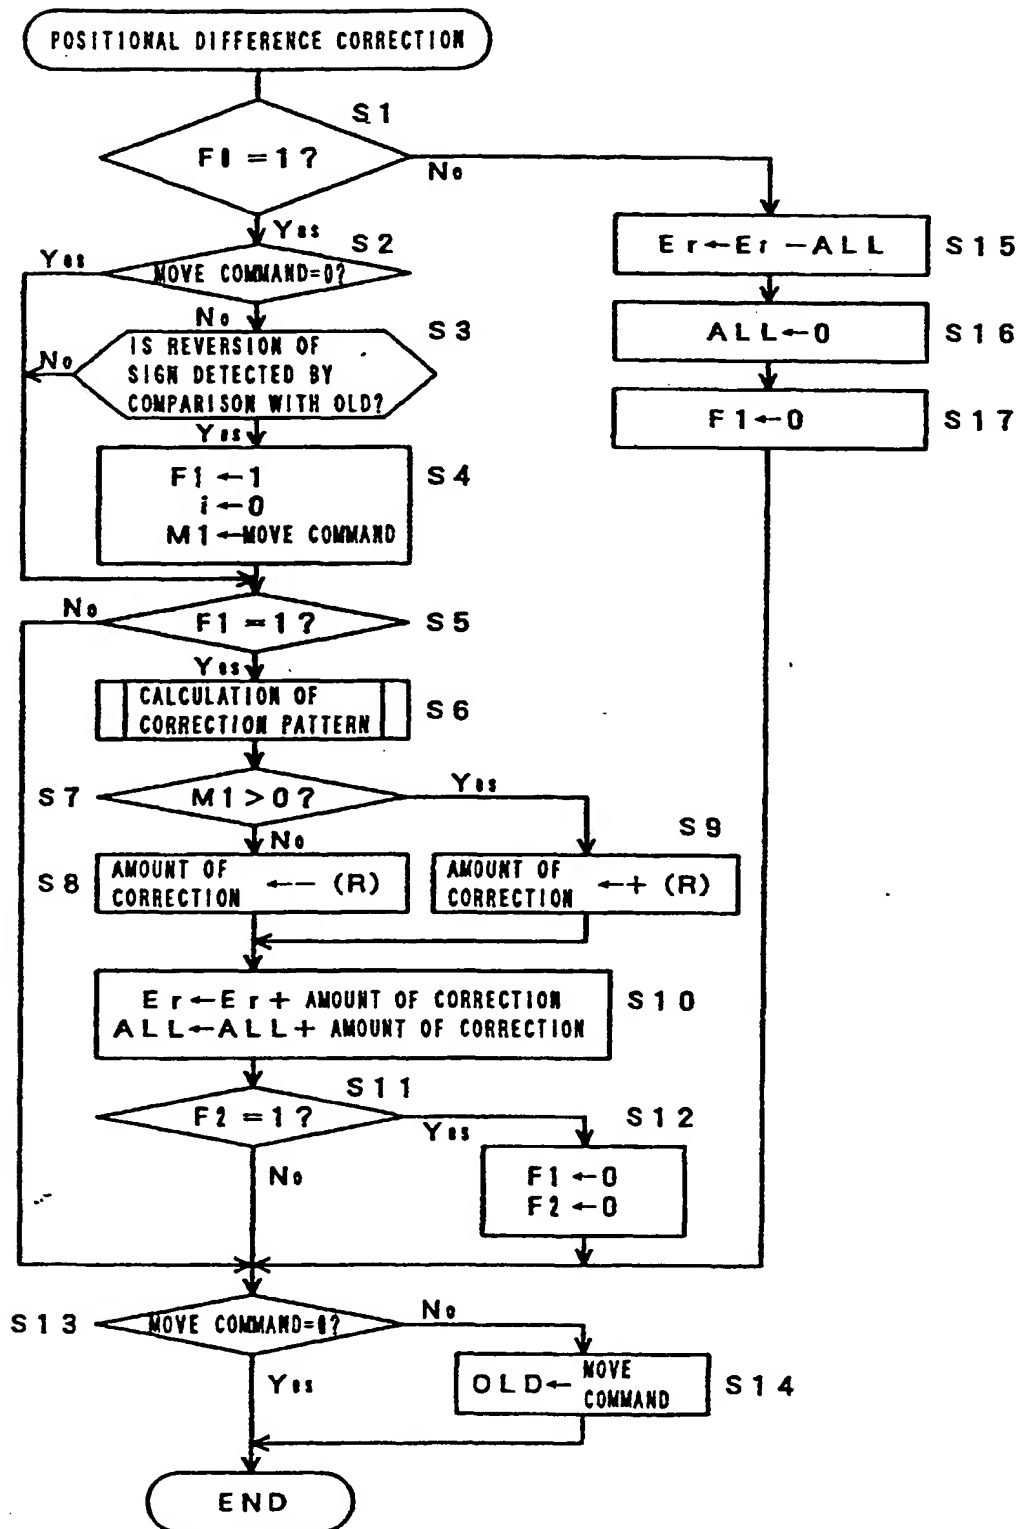 POSITIONAL DIFFERENCE CORRECTION
S1
F0=1?
No
Yes
S2
Yes
MOVE COMMAND=0?
No
S3
No
IS REVERSION OF
SIGN DETECTED BY
COMPARISON WITH OLD?
Yes
F1←1
i←0
M1←MOVE COMMAND
S4
Er←Er−ALL
S15
ALL←0
S16
F1←0
S17
No
F1=1?
S5
Yes
CALCULATION OF
CORRECTION PATTERN
S6
S7
M1>0?
Yes
No
S8
AMOUNT OF
CORRECTION ←− (R)
S9
AMOUNT OF
CORRECTION ←+ (R)
Er←Er+ AMOUNT OF CORRECTION
ALL←ALL+ AMOUNT OF CORRECTION
S10
S11
F2=1?
Yes
No
S12
F1←0
F2←0
S13
MOVE COMMAND=0?
No
Yes
OLD← MOVE
COMMAND
S14
END